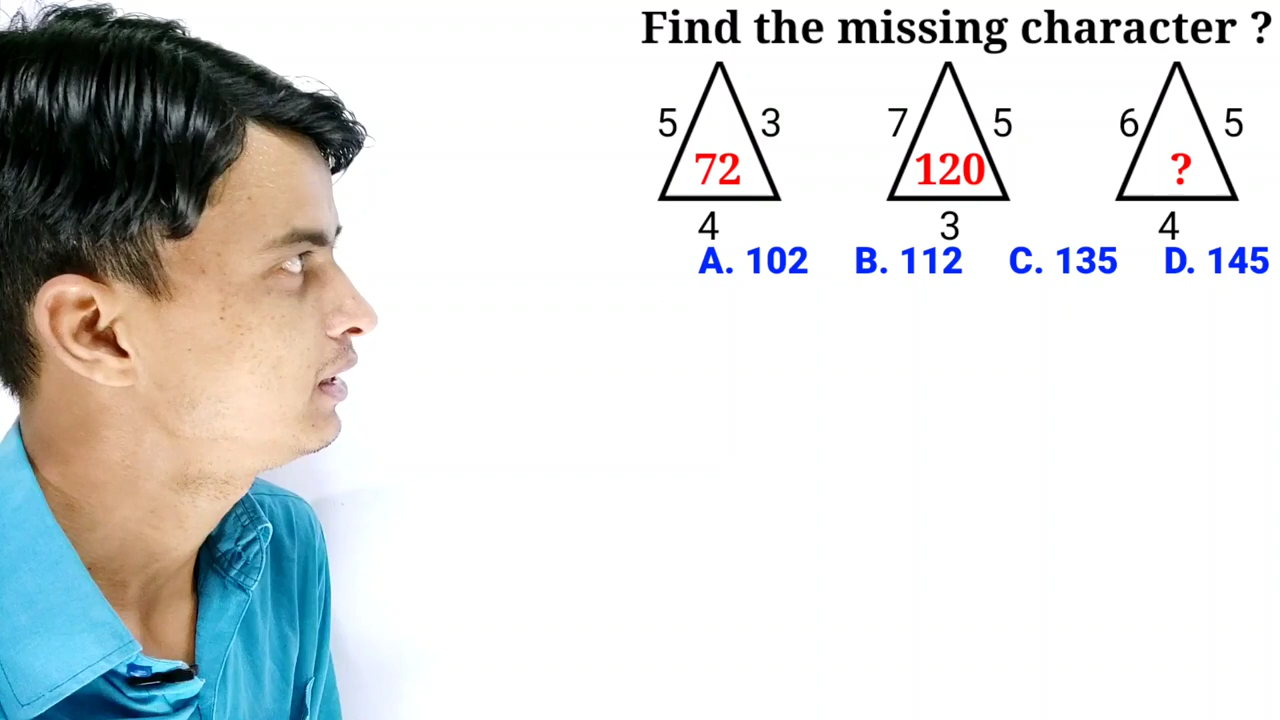 Find the missing character ?
5 3 7 5 6 5
72 120 ?
4 3 4
A. 102 B. 112 C. 135 D. 145